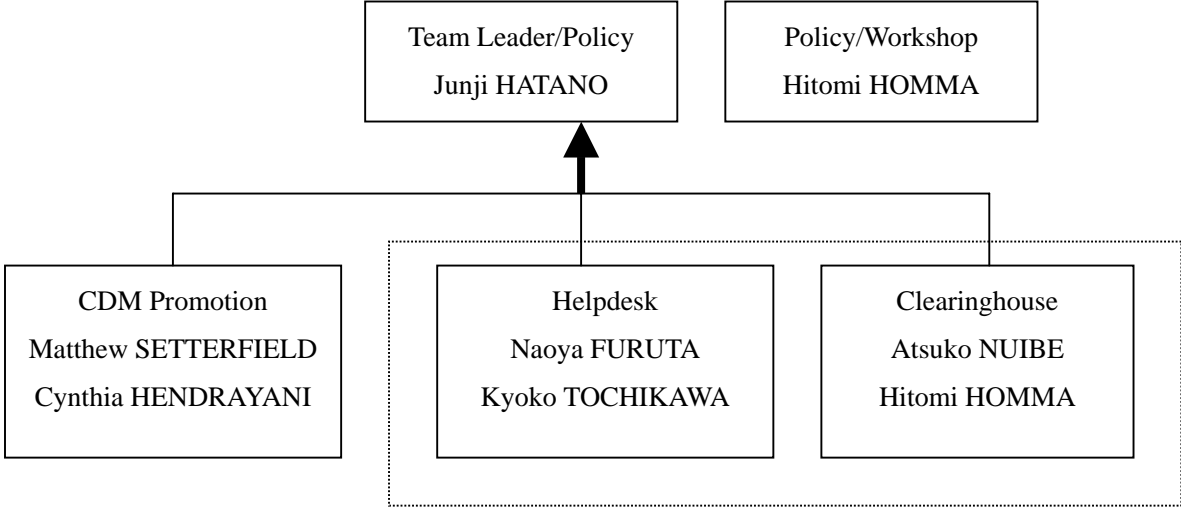 Team Leader/Policy
Junji HATANO
Policy/Workshop
Hitomi HOMMA
CDM Promotion
Matthew SETTERFIELD
Cynthia HENDRAYANI
Helpdesk
Naoya FURUTA
Kyoko TOCHIKAWA
Clearinghouse
Atsuko NUIBE
Hitomi HOMMA